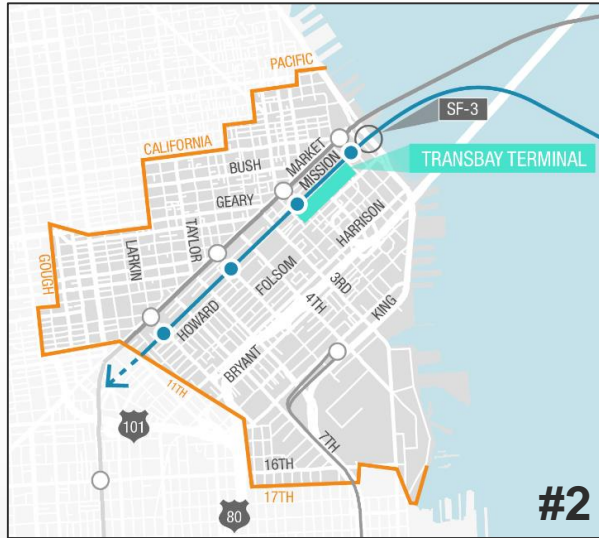 PACIFIC
SF-3
CALIFORNIA
MARKET
BUSH
MISSION
TRANSBAY TERMINAL
GEARY
HARRISON
TAYLOR
LARKIN
GOUGH
FOLSOM
3RD
4TH
KING
HOWARD
BRYANT
11TH
101
7TH
16TH
17TH
80
#2